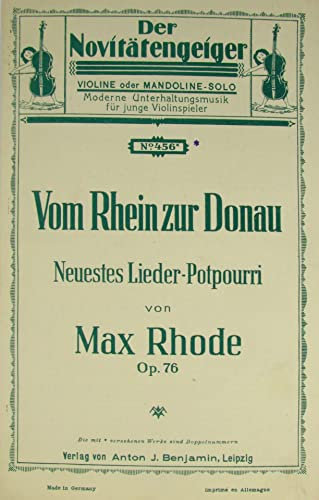 Der
Novitätengeiger
VIOLINE oder MANDOLINE-SOLO
Moderne Unterhaltungsmusik
für junge Violinspieler
No. 456*
*
Vom Rhein zur Donau
Neuestes Lieder-Potpourri
von
Max Rhode
Op. 76
Die mit * versehenen Werke sind Doppelnummern
Verlag von Anton J. Benjamin, Leipzig
Made in Germany
Imprimé en Allemagne